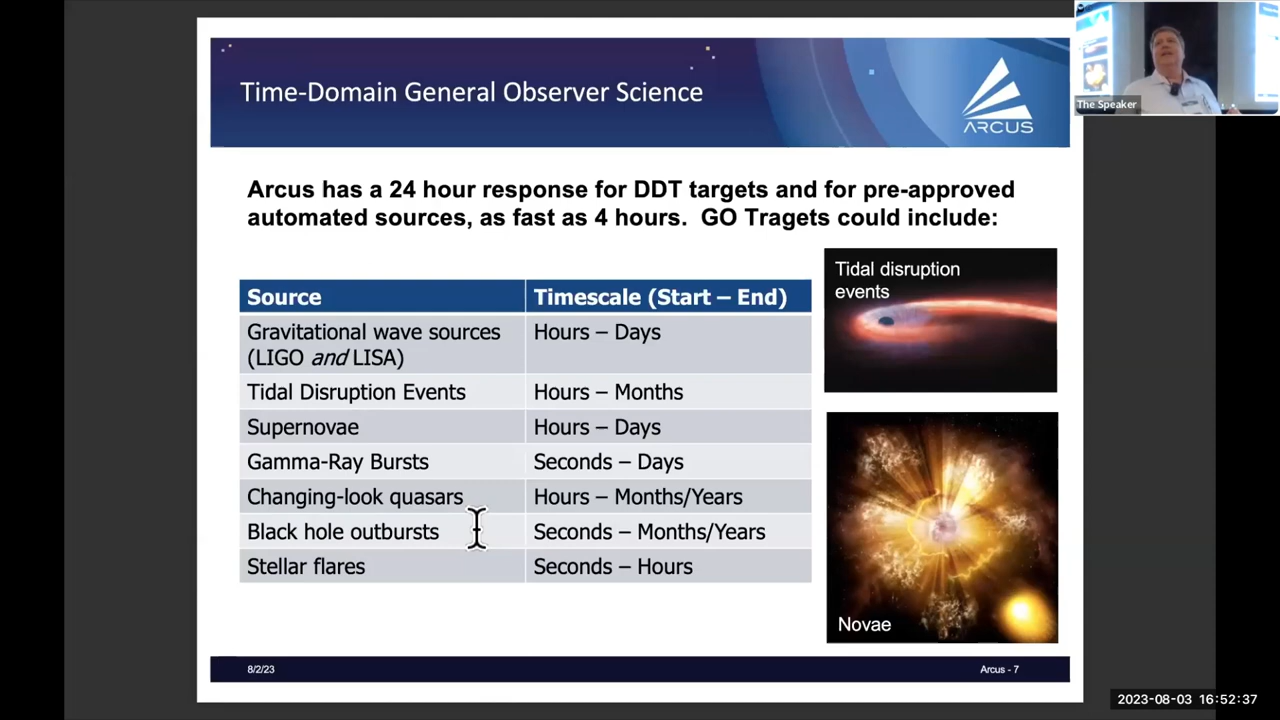 Time-Domain General Observer Science
ARCUS
The Speaker
Arcus has a 24 hour response for DDT targets and for pre-approved
automated sources, as fast as 4 hours.  GO Tragets could include:
Source Timescale (Start – End)
Gravitational wave sources Hours – Days
(LIGO and LISA)
Tidal Disruption Events Hours – Months
Supernovae Hours – Days
Gamma-Ray Bursts Seconds – Days
Changing-look quasars Hours – Months/Years
Black hole outbursts Seconds – Months/Years
Stellar flares Seconds – Hours
Tidal disruption
events
Novae
8/2/23
Arcus - 7
2023-08-03 16:52:37